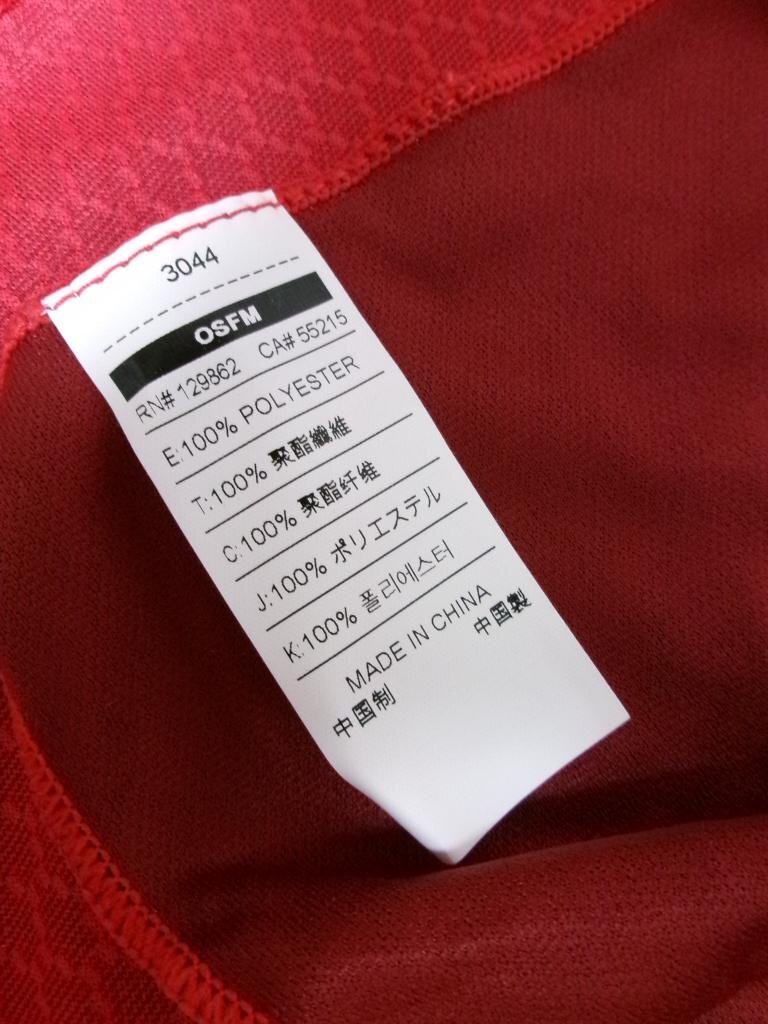 3044
OSFM
RN# 129862 CA# 55215
E:100% POLYESTER
T:100% 聚酯纖維
C:100% 聚酯纤维
J:100% ポリエステル
K:100% 폴리에스터
MADE IN CHINA
中国制 中国製